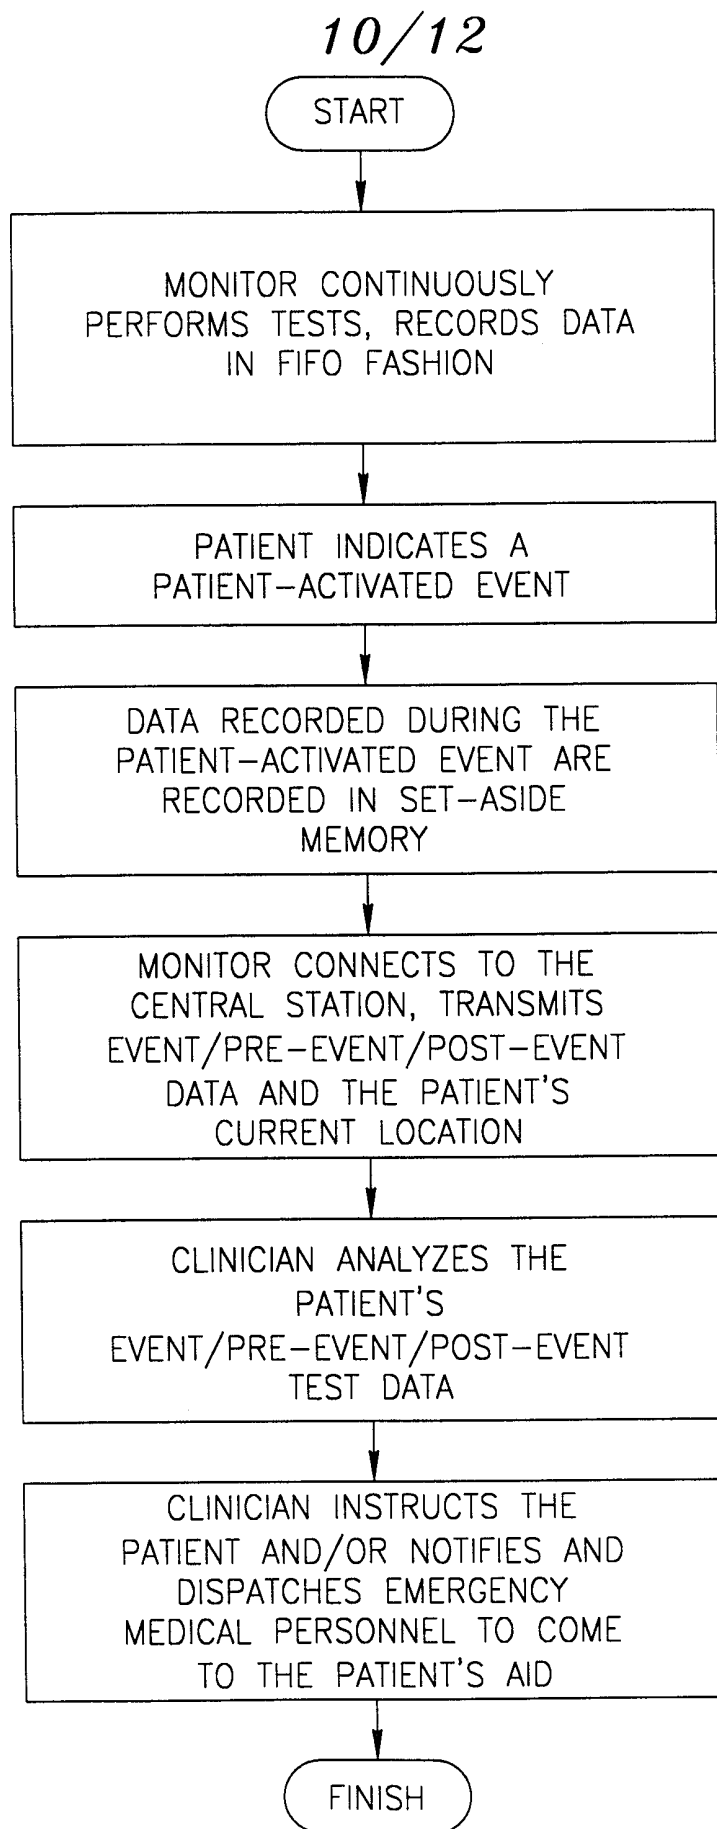 10/12
START
MONITOR CONTINUOUSLY
PERFORMS TESTS, RECORDS DATA
IN FIFO FASHION
PATIENT INDICATES A
PATIENT-ACTIVATED EVENT
DATA RECORDED DURING THE
PATIENT-ACTIVATED EVENT ARE
RECORDED IN SET-ASIDE
MEMORY
MONITOR CONNECTS TO THE
CENTRAL STATION, TRANSMITS
EVENT/PRE-EVENT/POST-EVENT
DATA AND THE PATIENT'S
CURRENT LOCATION
CLINICIAN ANALYZES THE
PATIENT'S
EVENT/PRE-EVENT/POST-EVENT
TEST DATA
CLINICIAN INSTRUCTS THE
PATIENT AND/OR NOTIFIES AND
DISPATCHES EMERGENCY
MEDICAL PERSONNEL TO COME
TO THE PATIENT'S AID
FINISH